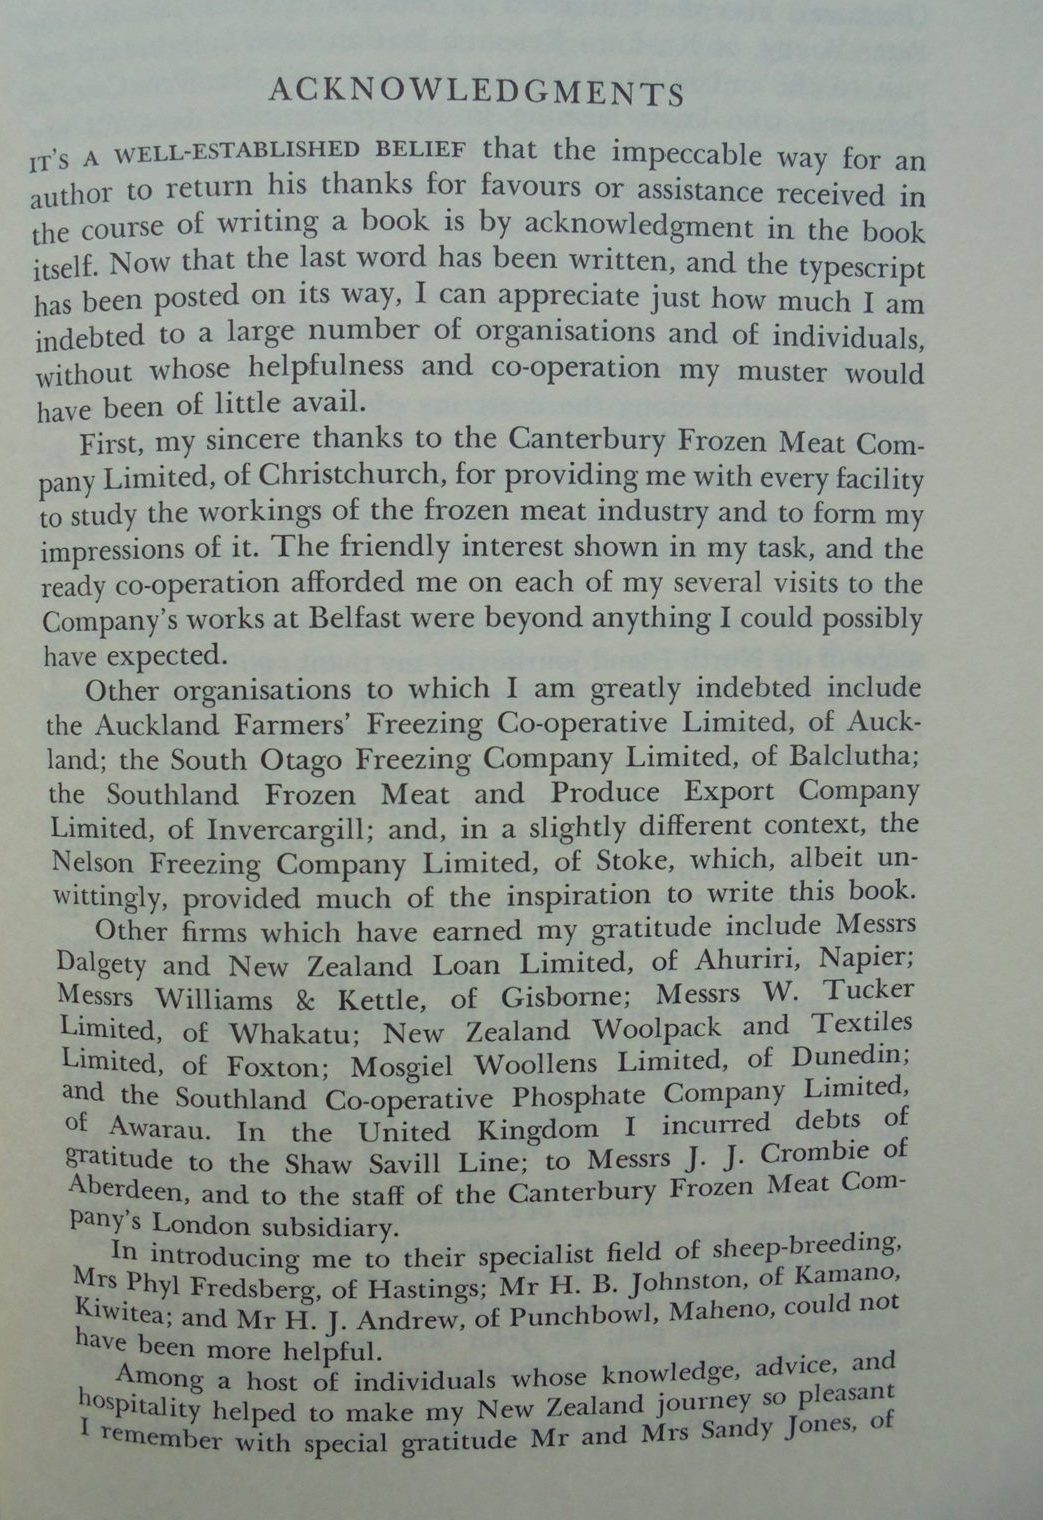 ACKNOWLEDGMENTS
IT'S A WELL-ESTABLISHED BELIEF that the impeccable way for an
author to return his thanks for favours or assistance received in
the course of writing a book is by acknowledgment in the book
itself. Now that the last word has been written, and the typescript
has been posted on its way, I can appreciate just how much I am
indebted to a large number of organisations and of individuals,
without whose helpfulness and co-operation my muster would
have been of little avail.
First, my sincere thanks to the Canterbury Frozen Meat Com-
pany Limited, of Christchurch, for providing me with every facility
to study the workings of the frozen meat industry and to form my
impressions of it. The friendly interest shown in my task, and the
ready co-operation afforded me on each of my several visits to the
Company's works at Belfast were beyond anything I could possibly
have expected.
Other organisations to which I am greatly indebted include
the Auckland Farmers' Freezing Co-operative Limited, of Auck-
land; the South Otago Freezing Company Limited, of Balclutha;
the Southland Frozen Meat and Produce Export Company
Limited, of Invercargill; and, in a slightly different context, the
Nelson Freezing Company Limited, of Stoke, which, albeit un-
wittingly, provided much of the inspiration to write this book.
Other firms which have earned my gratitude include Messrs
Dalgety and New Zealand Loan Limited, of Ahuriri, Napier;
Messrs Williams & Kettle, of Gisborne; Messrs W. Tucker
Limited, of Whakatu; New Zealand Woolpack and Textiles
Limited, of Foxton; Mosgiel Woollens Limited, of Dunedin;
and the Southland Co-operative Phosphate Company Limited,
of Awarau. In the United Kingdom I incurred debts of
gratitude to the Shaw Savill Line; to Messrs J. J. Crombie of
Aberdeen, and to the staff of the Canterbury Frozen Meat Com-
pany's London subsidiary.
In introducing me to their specialist field of sheep-breeding,
Mrs Phyl Fredsberg, of Hastings; Mr H. B. Johnston, of Kamano,
Kiwitea; and Mr H. J. Andrew, of Punchbowl, Maheno, could not
have been more helpful.
Among a host of individuals whose knowledge, advice, and
hospitality helped to make my New Zealand journey so pleasant
I remember with special gratitude Mr and Mrs Sandy Jones, of